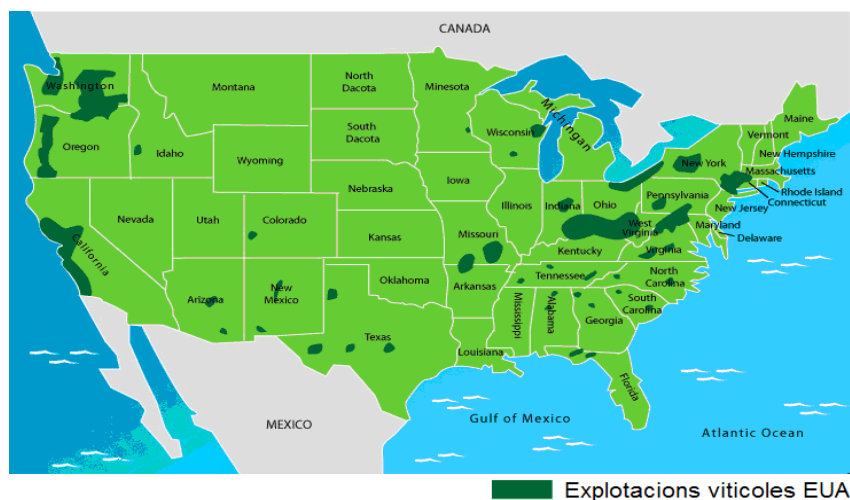 CANADA
Washington
Montana
North
Dacota
Minesota
Michingan
Maine
Oregon
Idaho
South
Dacota
Wisconsin
Vermont
New Hempshire
Wyoming
New York
Massachusetts
Rhode Island
Connecticut
Nebraska
Iowa
Illinois
Indiana
Ohio
Pennsylvania
New Jersey
Nevada
Utah
Colorado
Kansas
Missouri
West
Virginia
Maryland
Delaware
California
Kentucky
Virginia
Arizona
New
Mexico
Oklahoma
Arkansas
Tennessee
North
Carolina
South
Carolina
Mississippi
Alabama
Georgia
Texas
Louisiana
Florida
MEXICO
Gulf of Mexico
Atlantic Ocean
Explotacions viticoles EUA